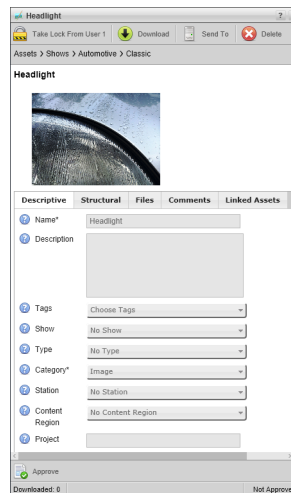 Headlight ?
Take Lock From User 1 Download Send To Delete
Assets > Shows > Automotive > Classic
Headlight
Descriptive Structural Files Comments Linked Assets
? Name* Headlight
? Description
? Tags Choose Tags
? Show No Show
? Type No Type
? Category* Image
? Station No Station
? Content Region No Content Region
? Project
Approve
Downloaded: 0 Not Approve